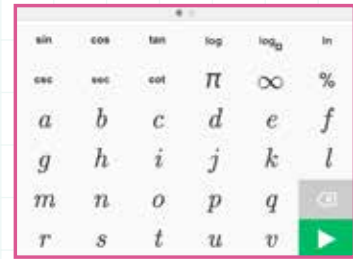 sin cos tan log log□ ln
csc sec cot π ∞ %
a b c d e f
g h i j k l
m n o p q
r s t u v